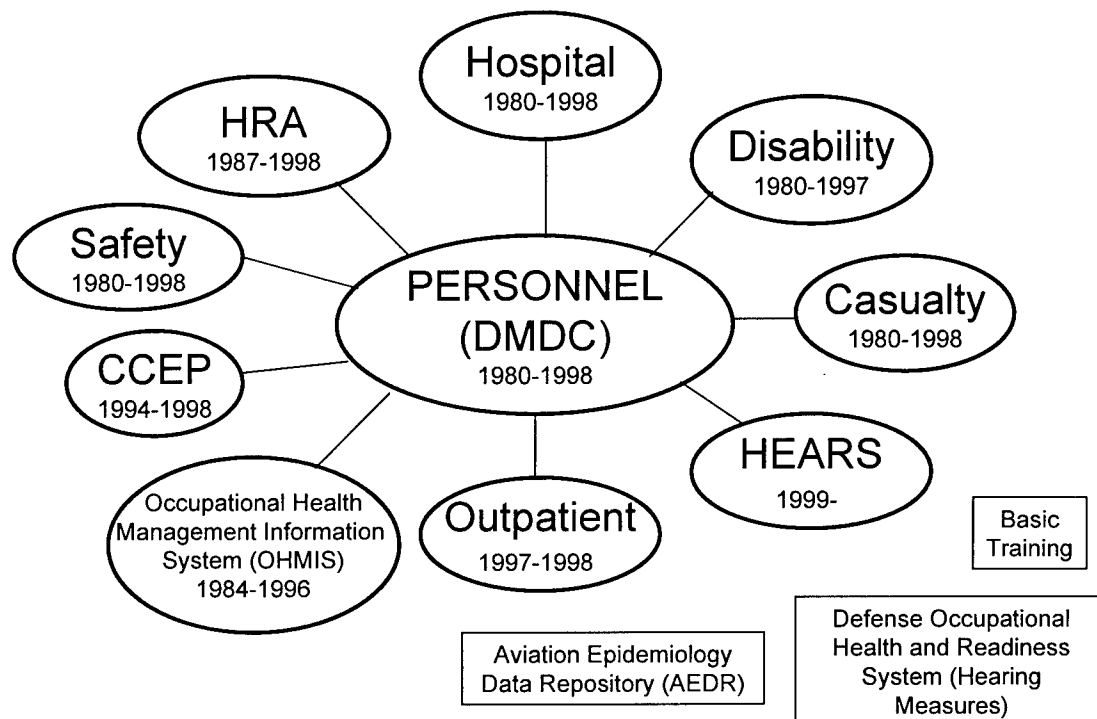 Hospital
1980-1998
HRA
1987-1998
Disability
1980-1997
Safety
1980-1998
PERSONNEL
(DMDC)
1980-1998
Casualty
1980-1998
CCEP
1994-1998
HEARS
1999-
Occupational Health
Management Information
System (OHMIS)
1984-1996
Outpatient
1997-1998
Basic
Training
Aviation Epidemiology
Data Repository (AEDR)
Defense Occupational
Health and Readiness
System (Hearing
Measures)